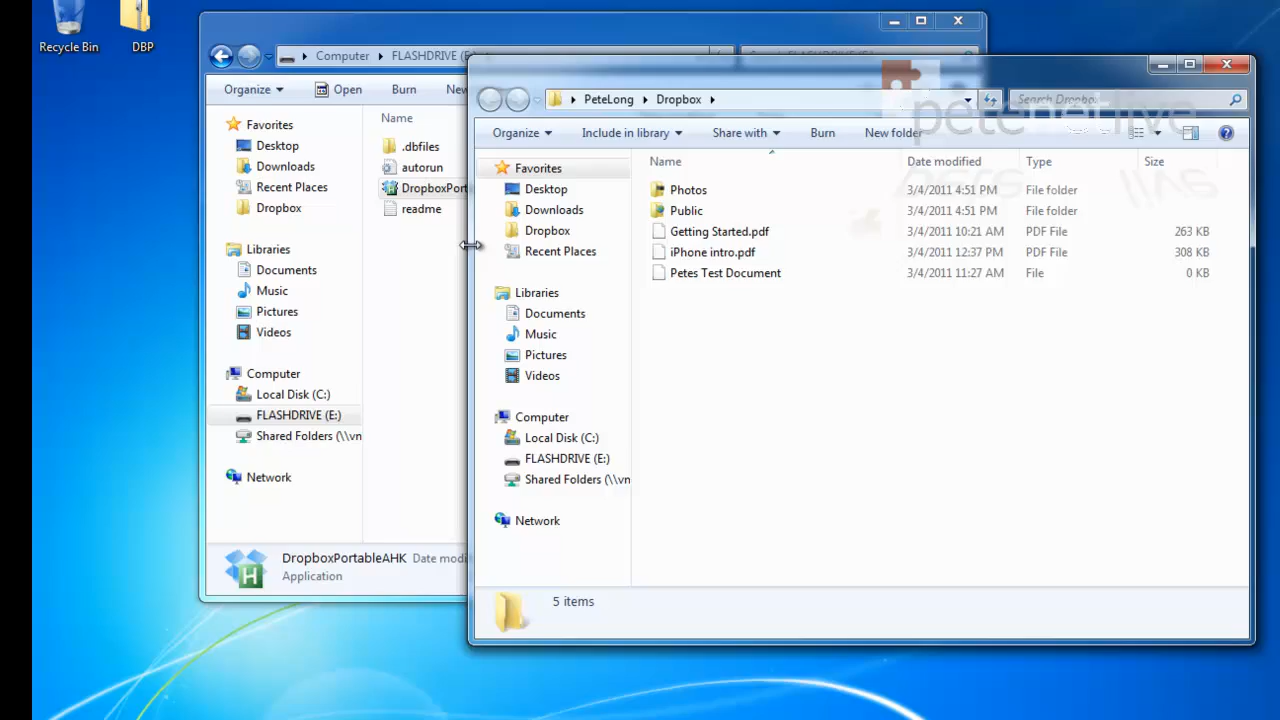 Recycle Bin
DBP
Computer
FLASHDRIVE (E:)
Organize
Open
Burn
Favorites
Desktop
Downloads
Recent Places
Dropbox
Libraries
Documents
Music
Pictures
Videos
Computer
Local Disk (C:)
FLASHDRIVE (E:)
Shared Folders (\\vn
Network
Name
.dbfiles
autorun
DropboxPort
readme
DropboxPortableAHK Date modi
Application
PeteLong Dropbox
Search Dropbox
petenetlive
Organize
Include in library
Share with
Burn
New folder
Favorites
Desktop
Downloads
Dropbox
Recent Places
Libraries
Documents
Music
Pictures
Videos
Computer
Local Disk (C:)
FLASHDRIVE (E:)
Shared Folders (\\vn
Network
Name Date modified Type Size
Photos 3/4/2011 4:51 PM File folder
Public 3/4/2011 4:51 PM File folder
Getting Started.pdf 3/4/2011 10:21 AM PDF File 263 KB
iPhone intro.pdf 3/4/2011 12:37 PM PDF File 308 KB
Petes Test Document 3/4/2011 11:27 AM File 0 KB
5 items